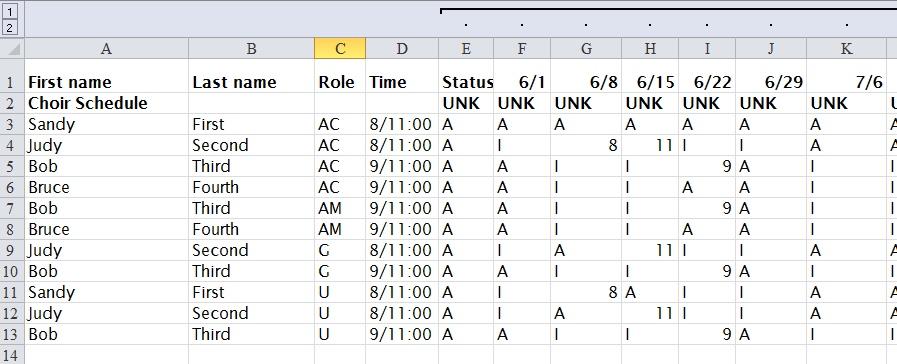 1
2
A B C D E F G H I J K
1 First name Last name Role Time Status 6/1 6/8 6/15 6/22 6/29 7/6
2 Choir Schedule UNK UNK UNK UNK UNK UNK UNK
3 Sandy First AC 8/11:00 A A A A A A A
4 Judy Second AC 8/11:00 A I 8 11 I I A
5 Bob Third AC 9/11:00 A A I I 9 A I
6 Bruce Fourth AC 9/11:00 A A I I A A I
7 Bob Third AM 9/11:00 A A I I 9 A I
8 Bruce Fourth AM 9/11:00 A A I I A A I
9 Judy Second G 8/11:00 A I A 11 I I A
10 Bob Third G 9/11:00 A A I I 9 A I
11 Sandy First U 8/11:00 A I 8 A I I A
12 Judy Second U 8/11:00 A I A 11 I I A
13 Bob Third U 9/11:00 A A I I 9 A I
14